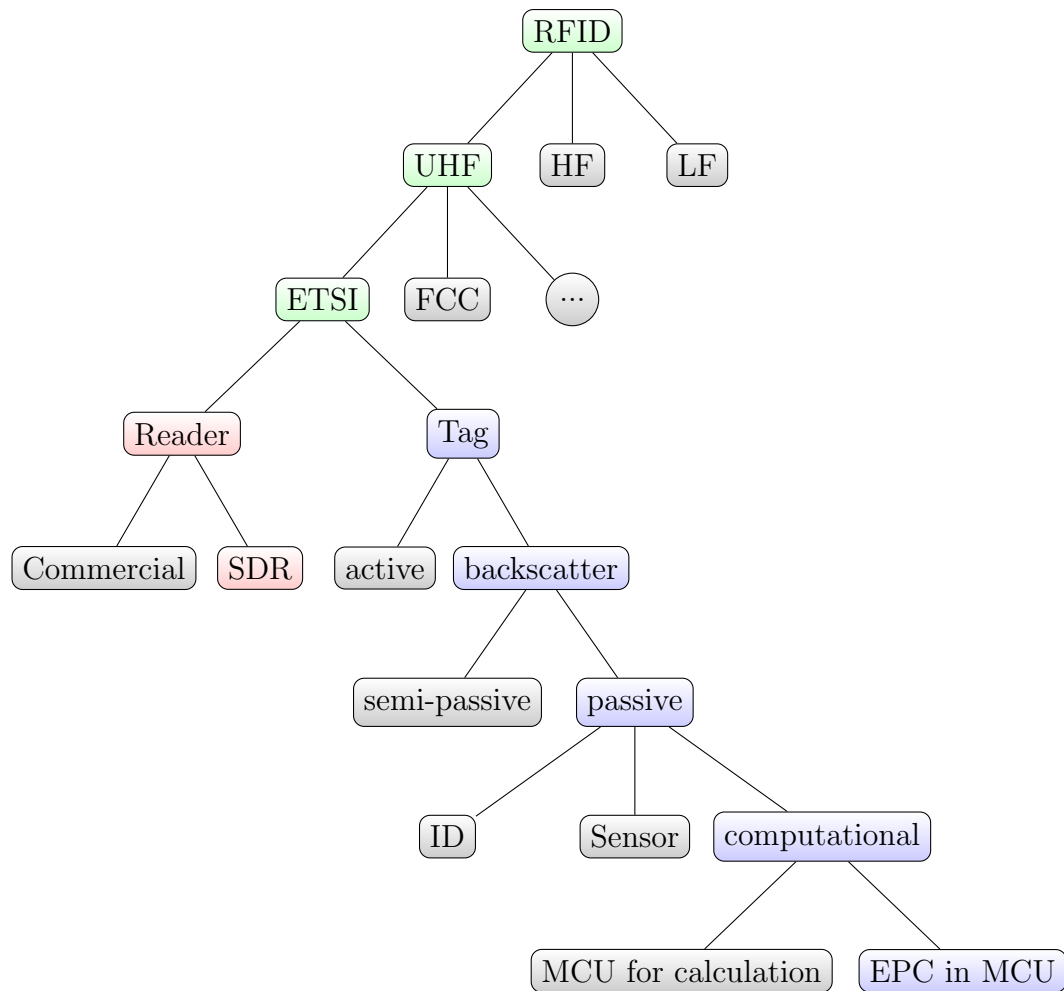 RFID
UHF
HF
LF
ETSI
FCC
...
Reader
Tag
Commercial
SDR
active
backscatter
semi-passive
passive
ID
Sensor
computational
MCU for calculation
EPC in MCU